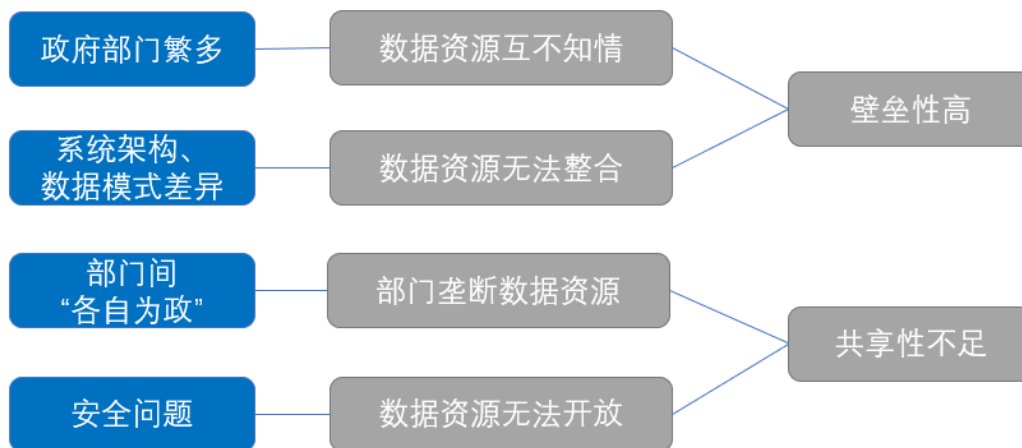 政府部门繁多
数据资源互不知情
壁垒性高
系统架构、
数据模式差异
数据资源无法整合
部门间
“各自为政”
部门垄断数据资源
共享性不足
安全问题
数据资源无法开放